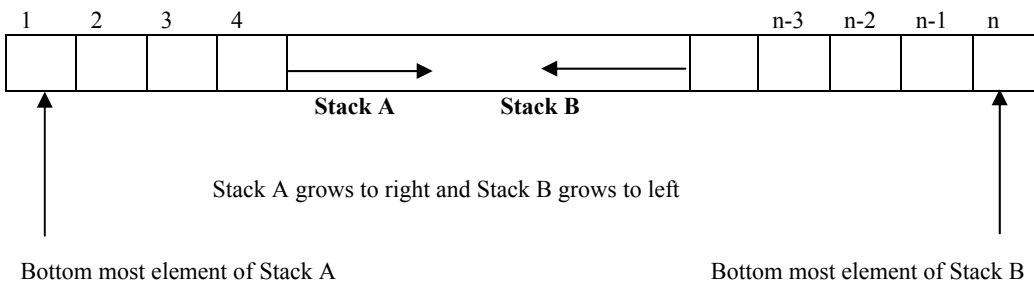 1 2 3 4 n-3 n-2 n-1 n
Stack A Stack B
Stack A grows to right and Stack B grows to left
Bottom most element of Stack A Bottom most element of Stack B